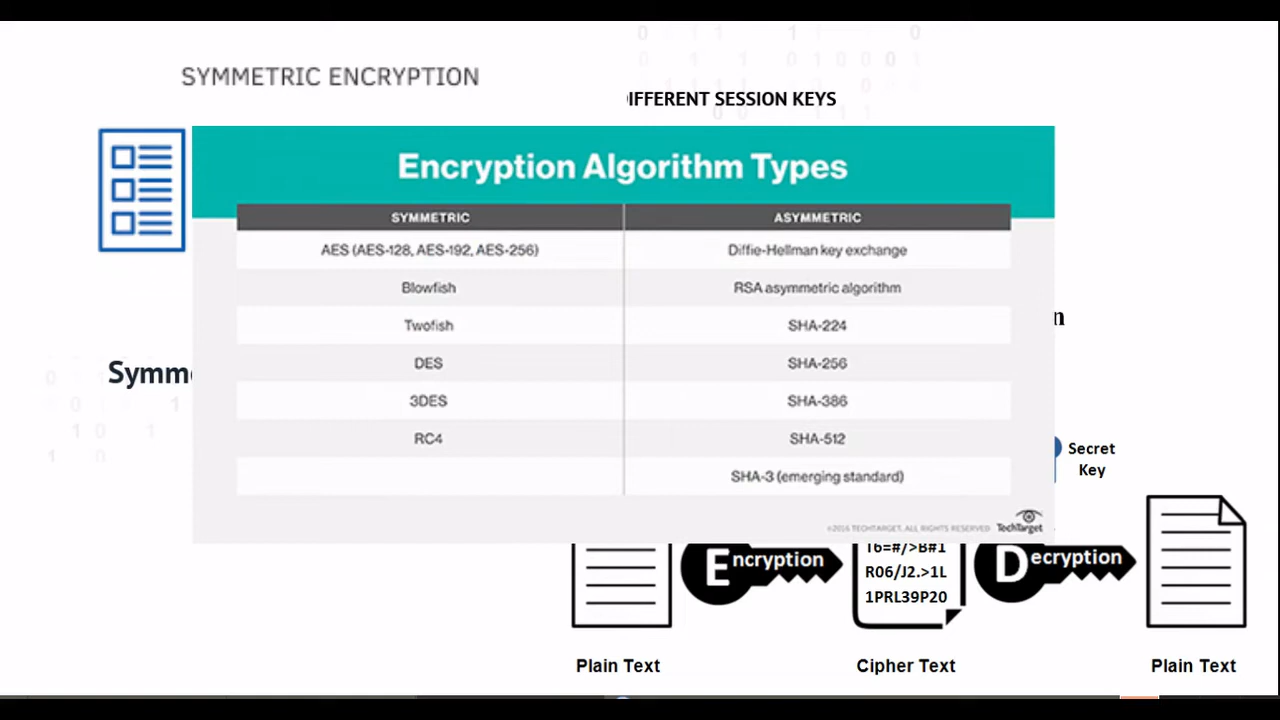 SYMMETRIC ENCRYPTION
IFFERENT SESSION KEYS
Encryption Algorithm Types
SYMMETRIC ASYMMETRIC
AES (AES-128, AES-192, AES-256) Diffie-Hellman key exchange
Blowfish RSA asymmetric algorithm
Twofish SHA-224
DES SHA-256
3DES SHA-386
RC4 SHA-512
SHA-3 (emerging standard)
©2016 TECHTARGET, ALL RIGHTS RESERVED TechTarget
n
Symme
Secret
Key
Encryption
T6=#/>B#1
R06/J2.>1L
1PRL39P20
Decryption
Plain Text Cipher Text Plain Text